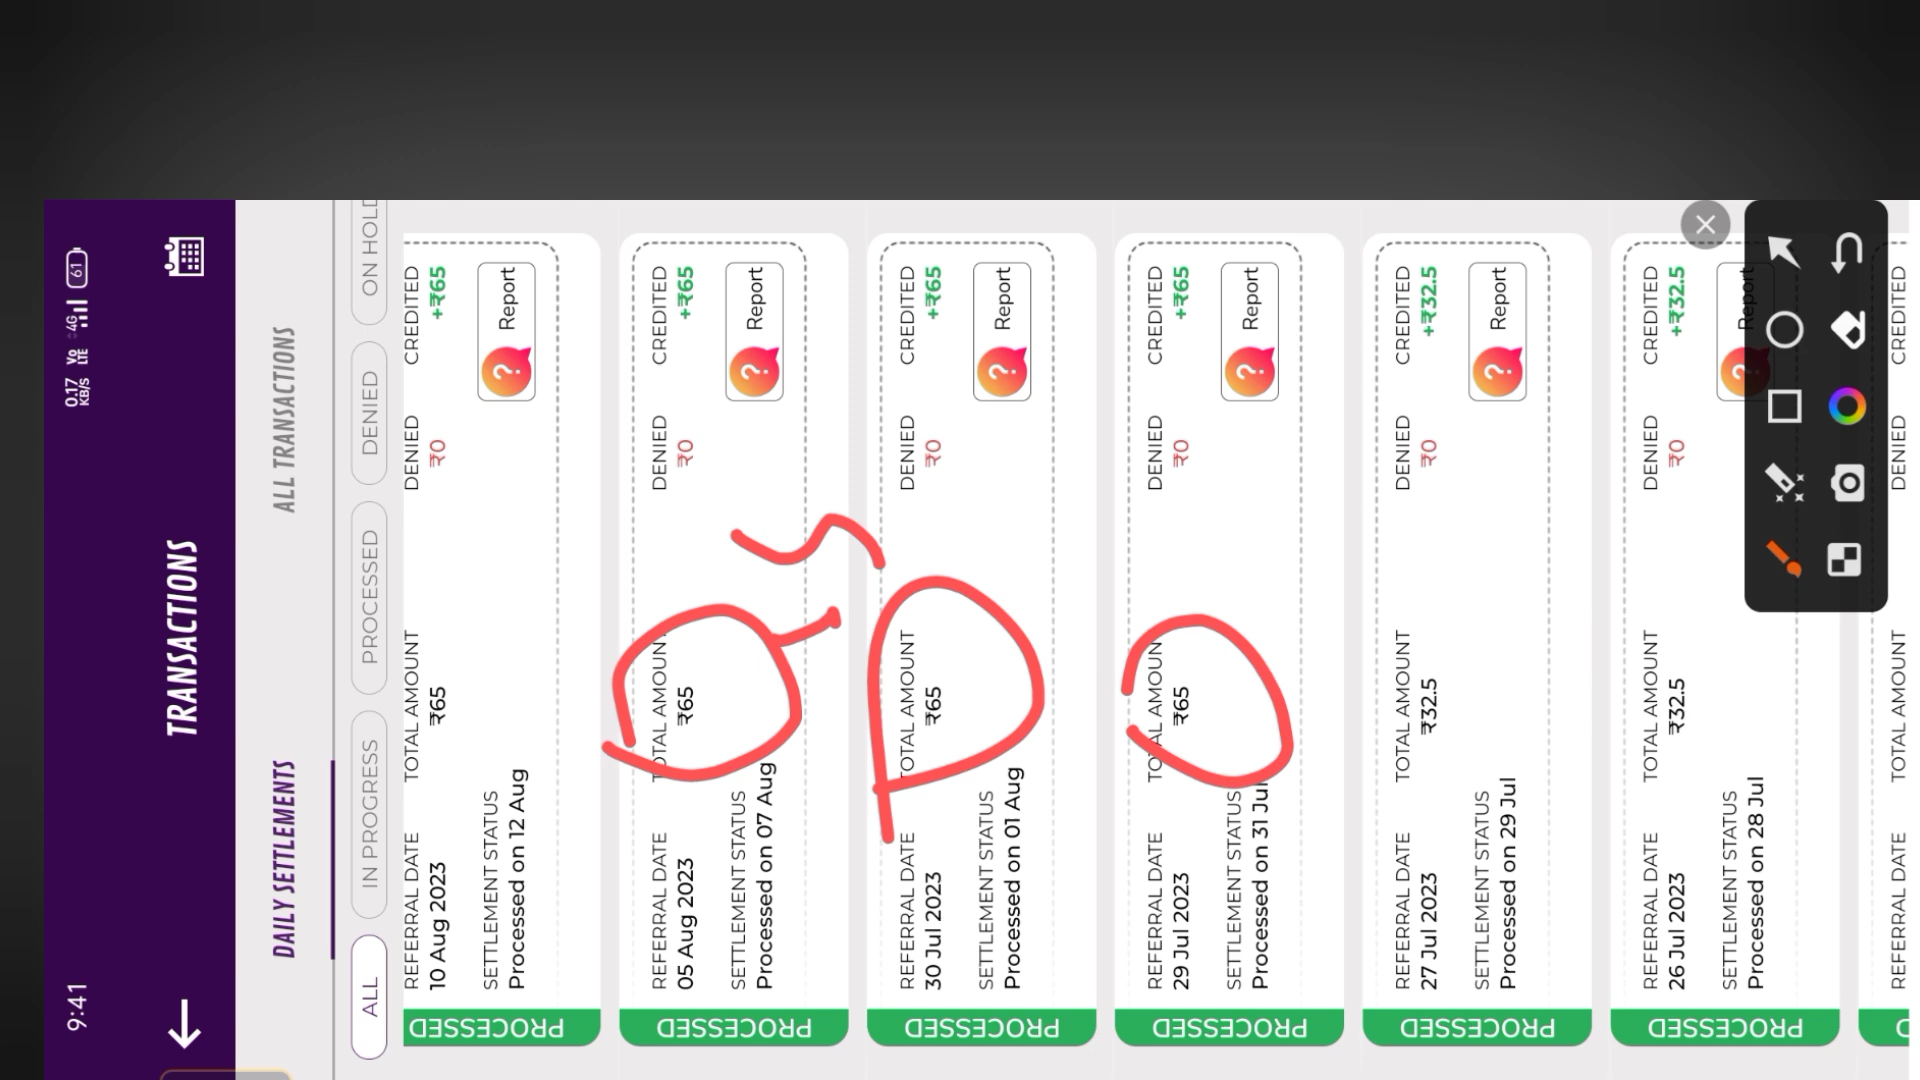 9:41
0.17 KB/S Vo LTE 4G 61
TRANSACTIONS
DAILY SETTLEMENTS ALL TRANSACTIONS
ALL IN PROGRESS PROCESSED DENIED ON HOLD
PROCESSED
REFERRAL DATE TOTAL AMOUNT DENIED CREDITED
10 Aug 2023 ₹65 ₹0 +₹65
SETTLEMENT STATUS
Processed on 12 Aug
? Report
PROCESSED
REFERRAL DATE TOTAL AMOUNT DENIED CREDITED
05 Aug 2023 ₹65 ₹0 +₹65
SETTLEMENT STATUS
Processed on 07 Aug
? Report
PROCESSED
REFERRAL DATE TOTAL AMOUNT DENIED CREDITED
30 Jul 2023 ₹65 ₹0 +₹65
SETTLEMENT STATUS
Processed on 01 Aug
? Report
PROCESSED
REFERRAL DATE TOTAL AMOUNT DENIED CREDITED
29 Jul 2023 ₹65 ₹0 +₹65
SETTLEMENT STATUS
Processed on 31 Jul
? Report
PROCESSED
REFERRAL DATE TOTAL AMOUNT DENIED CREDITED
27 Jul 2023 ₹32.5 ₹0 +₹32.5
SETTLEMENT STATUS
Processed on 29 Jul
? Report
PROCESSED
REFERRAL DATE TOTAL AMOUNT DENIED CREDITED
26 Jul 2023 ₹32.5 ₹0 +₹32.5
SETTLEMENT STATUS
Processed on 28 Jul
? Report
REFERRAL DATE TOTAL AMOUNT DENIED CREDITED